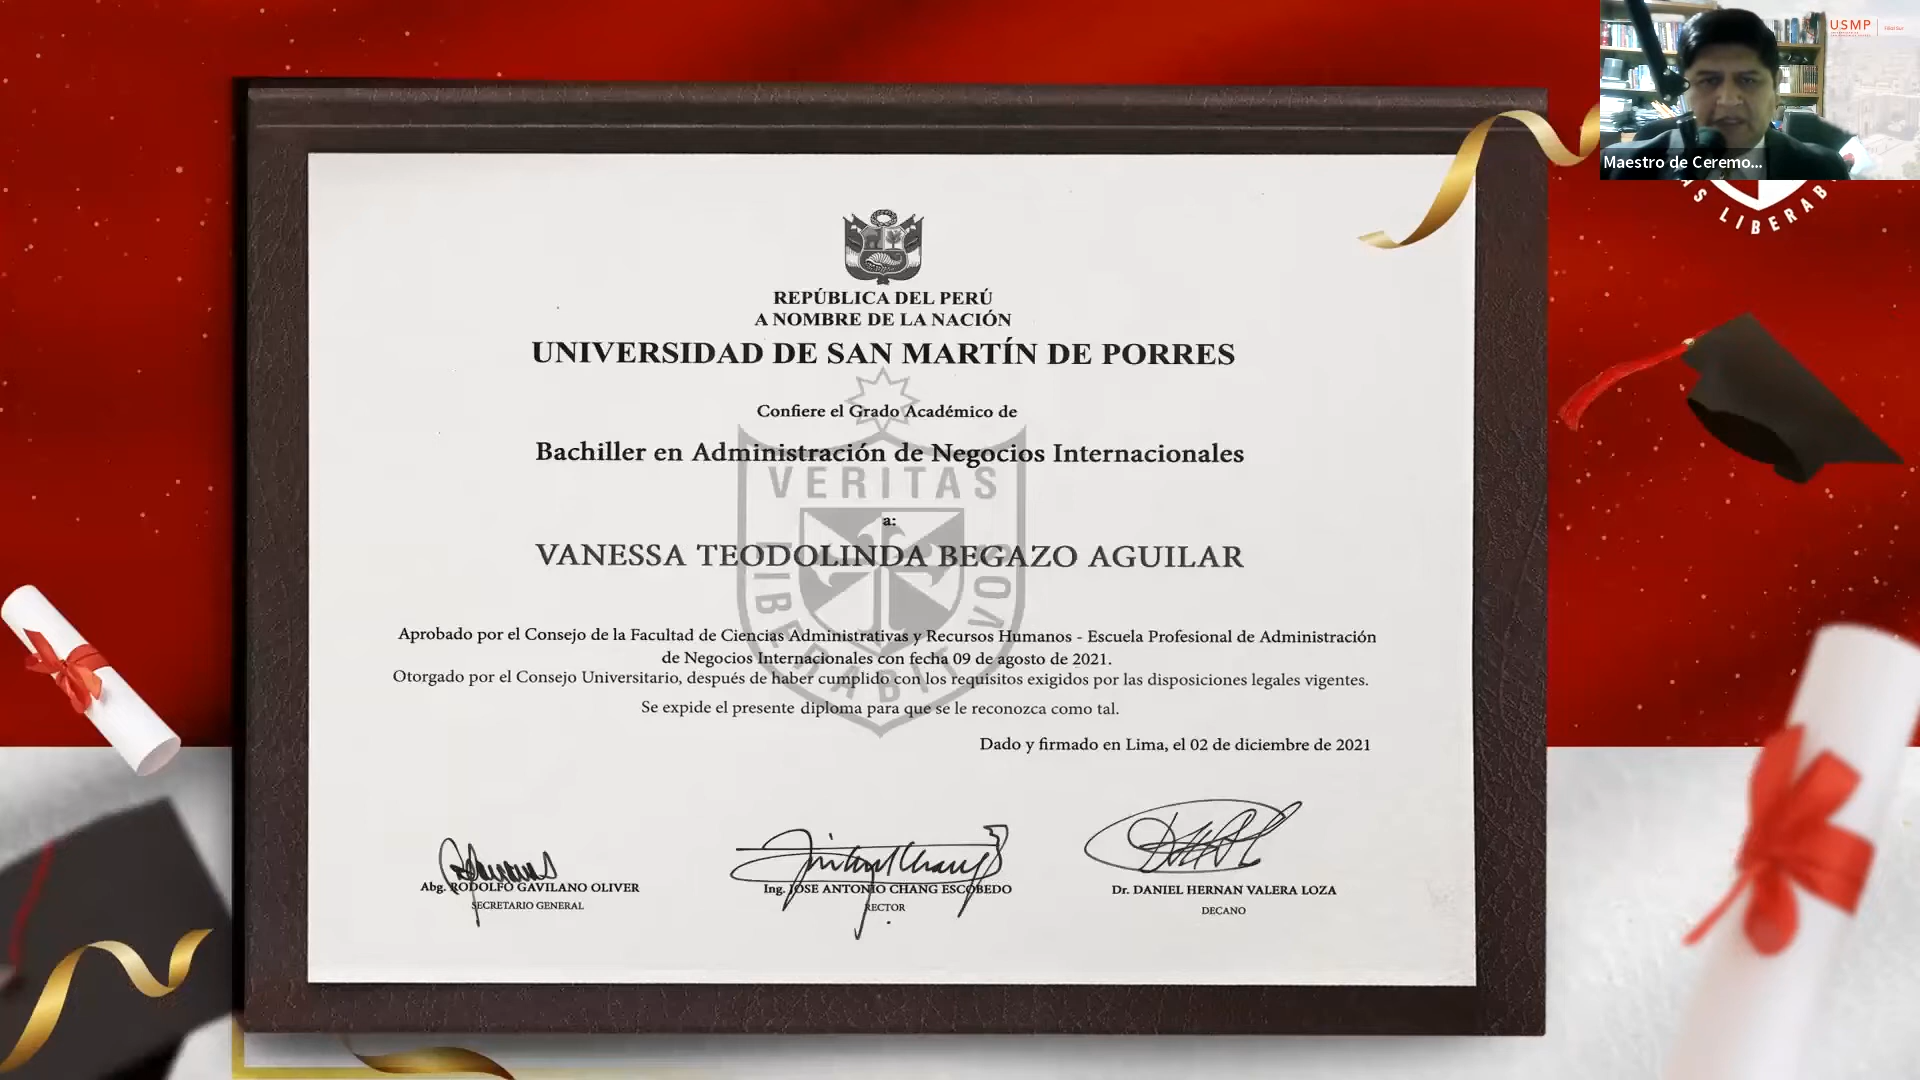 USMP
Maestro de Ceremo...
S LIBERAB
REPÚBLICA DEL PERÚ
A NOMBRE DE LA NACIÓN
UNIVERSIDAD DE SAN MARTÍN DE PORRES
Confiere el Grado Académico de
Bachiller en Administración de Negocios Internacionales
VERITAS
LIBERABIT VOS
a:
VANESSA TEODOLINDA BEGAZO AGUILAR
Aprobado por el Consejo de la Facultad de Ciencias Administrativas y Recursos Humanos - Escuela Profesional de Administración
de Negocios Internacionales con fecha 09 de agosto de 2021.
Otorgado por el Consejo Universitario, después de haber cumplido con los requisitos exigidos por las disposiciones legales vigentes.
Se expide el presente diploma para que se le reconozca como tal.
Dado y firmado en Lima, el 02 de diciembre de 2021
Abg. RODOLFO GAVILANO OLIVER
SECRETARIO GENERAL
Ing. JOSE ANTONIO CHANG ESCOBEDO
RECTOR
Dr. DANIEL HERNAN VALERA LOZA
DECANO